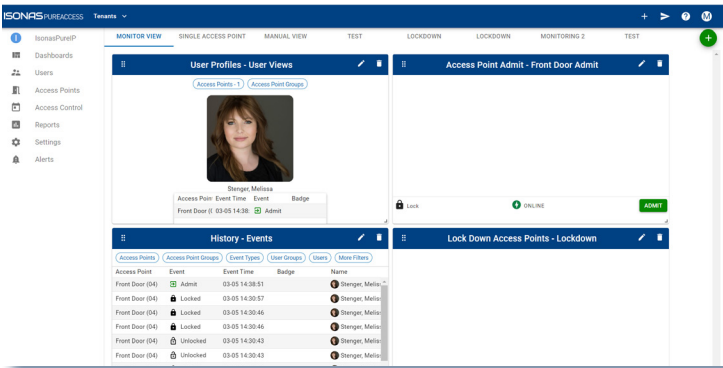 ISONAS PUREACCESS Tenants
M
I IsonasPureIP
Dashboards
Users
Access Points
Access Control
Reports
Settings
Alerts
MONITOR VIEW SINGLE ACCESS POINT MANUAL VIEW TEST LOCKDOWN LOCKDOWN MONITORING 2 TEST
User Profiles - User Views
Access Points - 1 Access Point Groups
Stenger, Melissa
Access Poin Event Time Event Badge
Front Door (( 03-05 14:38: Admit
Access Point Admit - Front Door Admit
Lock ONLINE ADMIT
History - Events
Access Points Access Point Groups Event Types User Groups Users More Filters
Access Point Event Event Time Badge Name
Front Door (04) Admit 03-05 14:38:51 Stenger, Melis
Front Door (04) Locked 03-05 14:30:57 Stenger, Melis
Front Door (04) Locked 03-05 14:30:46 Stenger, Melis
Front Door (04) Locked 03-05 14:30:46 Stenger, Melis
Front Door (04) Unlocked 03-05 14:30:43 Stenger, Melis
Front Door (04) Unlocked 03-05 14:30:43 Stenger, Melis
Lock Down Access Points - Lockdown